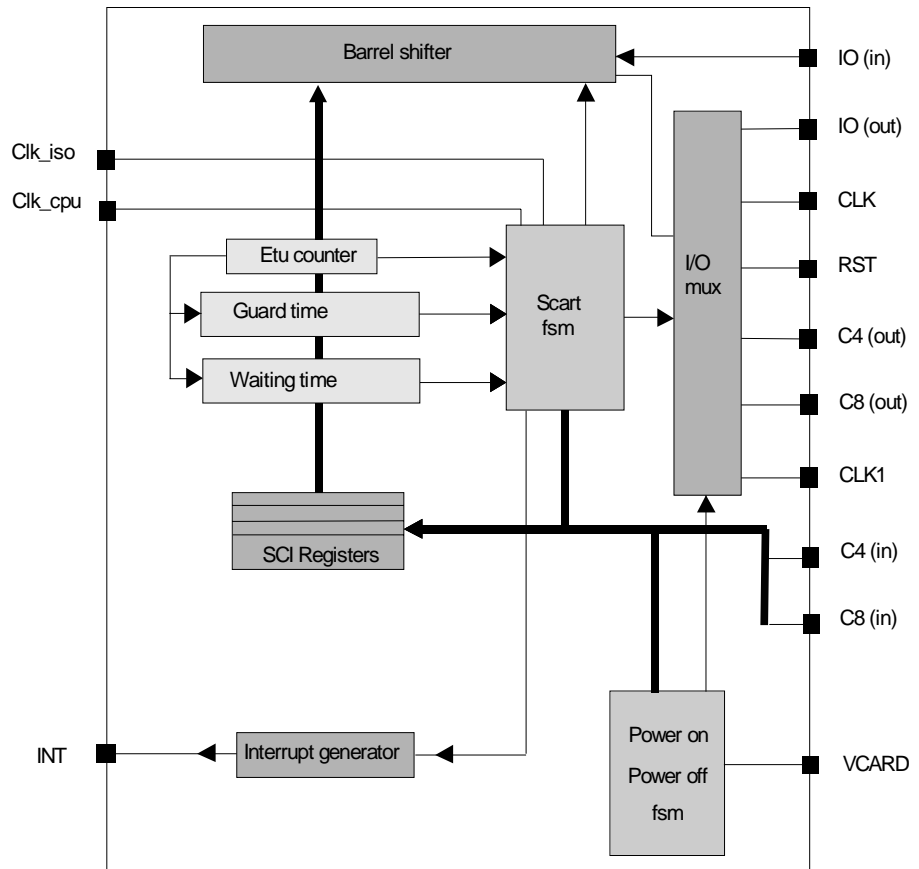 Barrel shifter
IO (in)
IO (out)
Clk_iso
Clk_cpu
CLK
Etu counter
I/O
mux
RST
Guard time
Scart
fsm
C4 (out)
Waiting time
C8 (out)
CLK1
SCI Registers
C4 (in)
C8 (in)
INT
Interrupt generator
Power on
Power off
fsm
VCARD